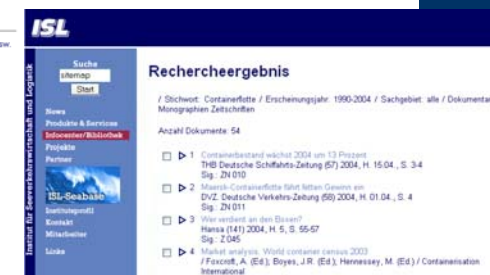 sw.
ISL
Institut für Seeverkehrswirtschaft und Logistik
Suche
sitemap
Start
News
Produkte & Services
Infocenter/Bibliothek
Projekte
Partner
ISL-Seabase
Institutsprofil
Kontakt
Mitarbeiter
Links
Rechercheergebnis
/ Stichwort: Containerflotte / Erscheinungsjahr: 1990-2004 / Sachgebiet: alle / Dokumentar
Monographien Zeitschriften
Anzahl Dokumente: 54
1 Containerbestand wächst 2004 um 13 Prozent
THB Deutsche Schiffahrts-Zeitung (57) 2004, H. 15.04., S. 3-4
Sig.: ZN 010
2 Maersk-Containerflotte fährt fetten Gewinn ein
DVZ. Deutsche Verkehrs-Zeitung (58) 2004, H. 01.04., S. 4
Sig.: ZN 011
3 Wer verdient an den Boxen?
Hansa (141) 2004, H. 5, S. 55-57
Sig.: Z 045
4 Market analysis. World container census 2003
/ Foxcroft, A. (Ed.); Boyes, J.R. (Ed.); Hennessey, M. (Ed.) / Containerisation
International